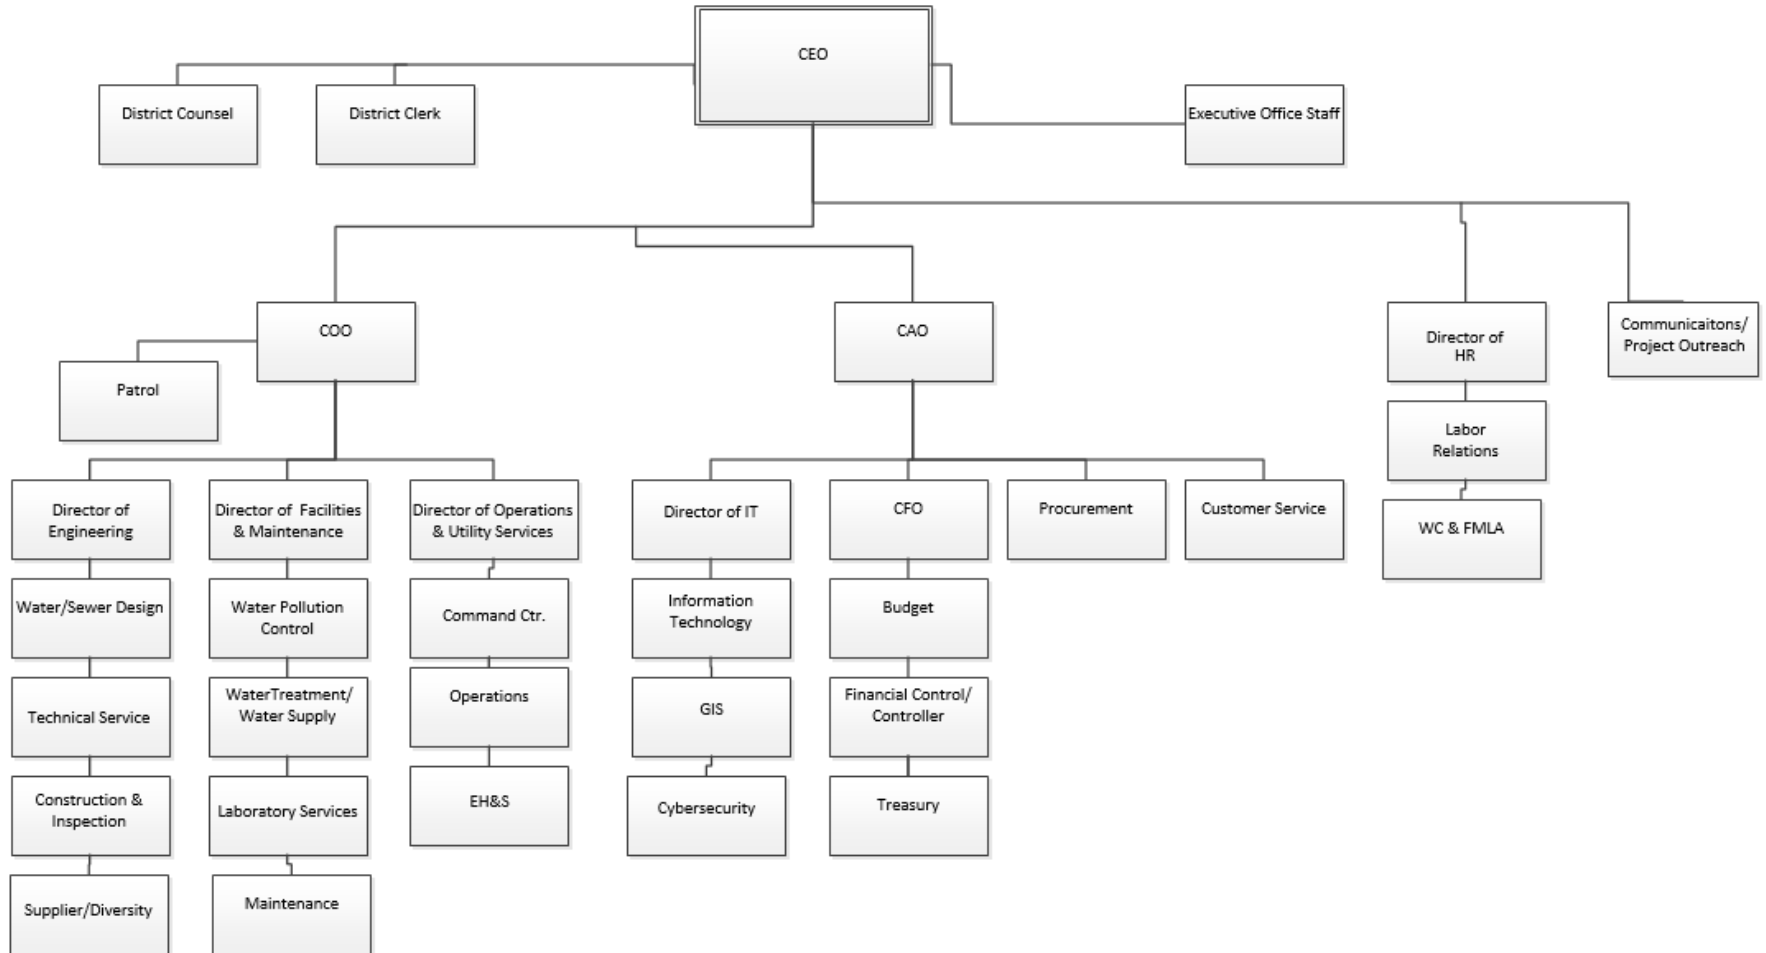 CEO
District Counsel
District Clerk
Executive Office Staff
COO
CAO
Director of
HR
Communicaitons/
Project Outreach
Patrol
Labor
Relations
Director of
Engineering
Director of Facilities
& Maintenance
Director of Operations
& Utility Services
Director of IT
CFO
Procurement
Customer Service
WC & FMLA
Water/Sewer Design
Water Pollution
Control
Command Ctr.
Information
Technology
Budget
Technical Service
WaterTreatment/
Water Supply
Operations
GIS
Financial Control/
Controller
Construction &
Inspection
Laboratory Services
EH&S
Cybersecurity
Treasury
Supplier/Diversity
Maintenance